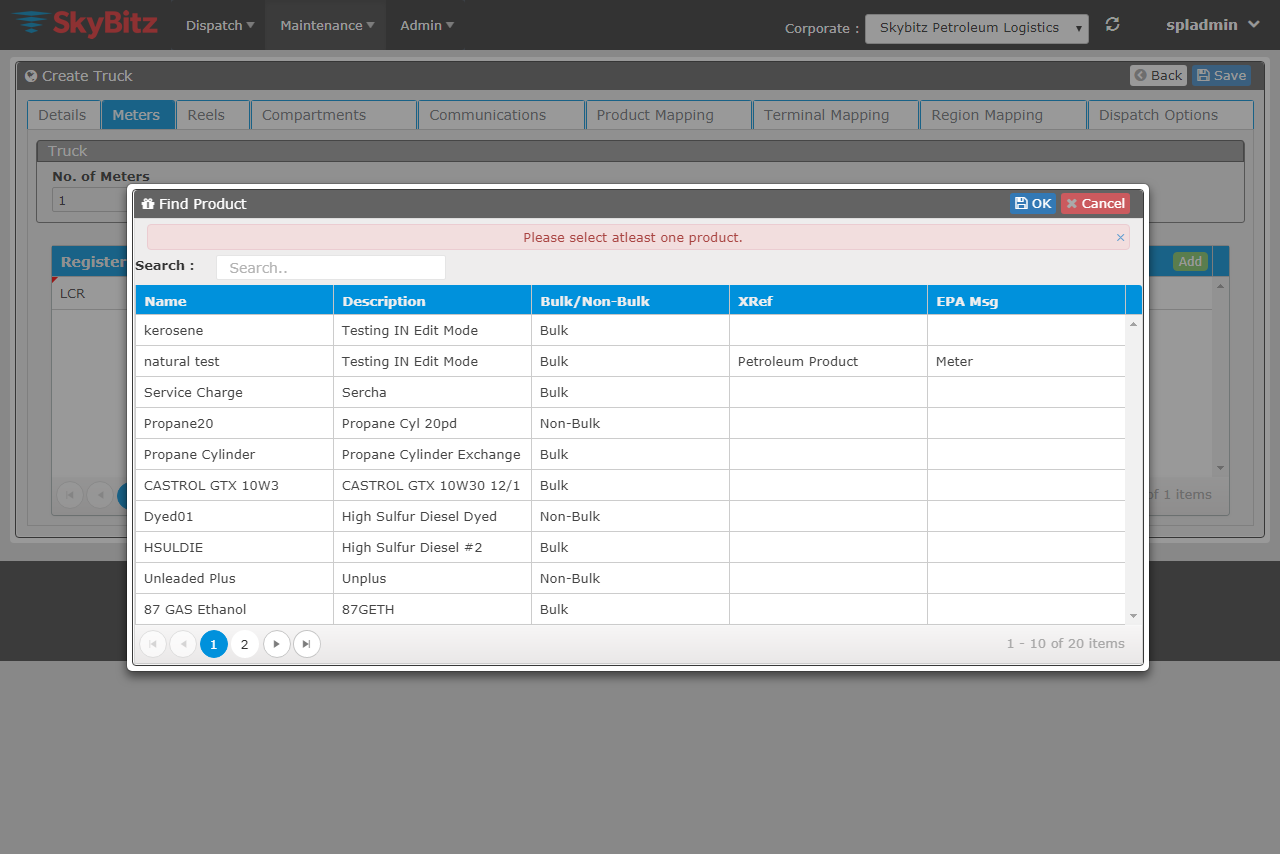 SkyBitz Dispatch Maintenance Admin Corporate : Skybitz Petroleum Logistics spladmin
Create Truck Back Save
Details Meters Reels Compartments Communications Product Mapping Terminal Mapping Region Mapping Dispatch Options
Truck
No. of Meters
1
Find Product OK Cancel
Please select atleast one product. ×
Register Add
Search : Search..
LCR
Name Description Bulk/Non-Bulk XRef EPA Msg
kerosene Testing IN Edit Mode Bulk
natural test Testing IN Edit Mode Bulk Petroleum Product Meter
Service Charge Sercha Bulk
Propane20 Propane Cyl 20pd Non-Bulk
Propane Cylinder Propane Cylinder Exchange Bulk
CASTROL GTX 10W3 CASTROL GTX 10W30 12/1 Bulk
of 1 items
Dyed01 High Sulfur Diesel Dyed Non-Bulk
HSULDIE High Sulfur Diesel #2 Bulk
Unleaded Plus Unplus Non-Bulk
87 GAS Ethanol 87GETH Bulk
1 2 1 - 10 of 20 items